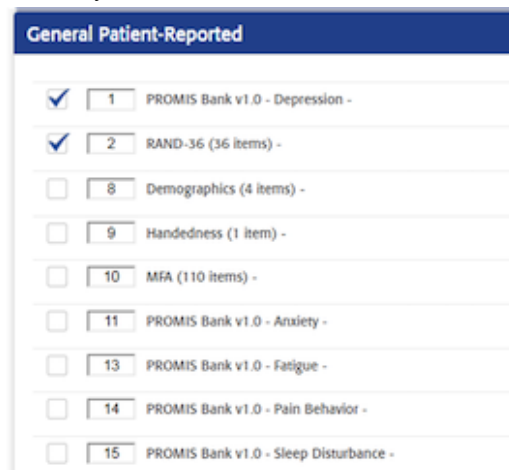 General Patient-Reported
1 PROMIS Bank v1.0 - Depression -
2 RAND-36 (36 items) -
8 Demographics (4 items) -
9 Handedness (1 item) -
10 MFA (110 items) -
11 PROMIS Bank v1.0 - Anxiety -
13 PROMIS Bank v1.0 - Fatigue -
14 PROMIS Bank v1.0 - Pain Behavior -
15 PROMIS Bank v1.0 - Sleep Disturbance -